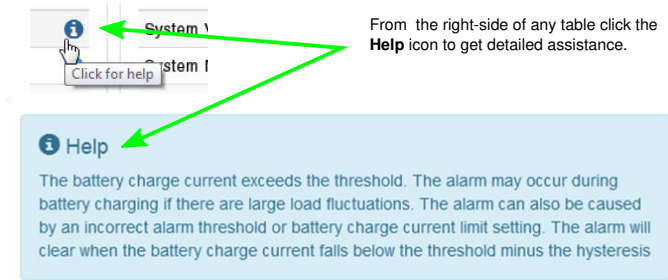 System
From the right-side of any table click the
Help icon to get detailed assistance.
Click for help
Help
The battery charge current exceeds the threshold. The alarm may occur during
battery charging if there are large load fluctuations. The alarm can also be caused
by an incorrect alarm threshold or battery charge current limit setting. The alarm will
clear when the battery charge current falls below the threshold minus the hysteresis